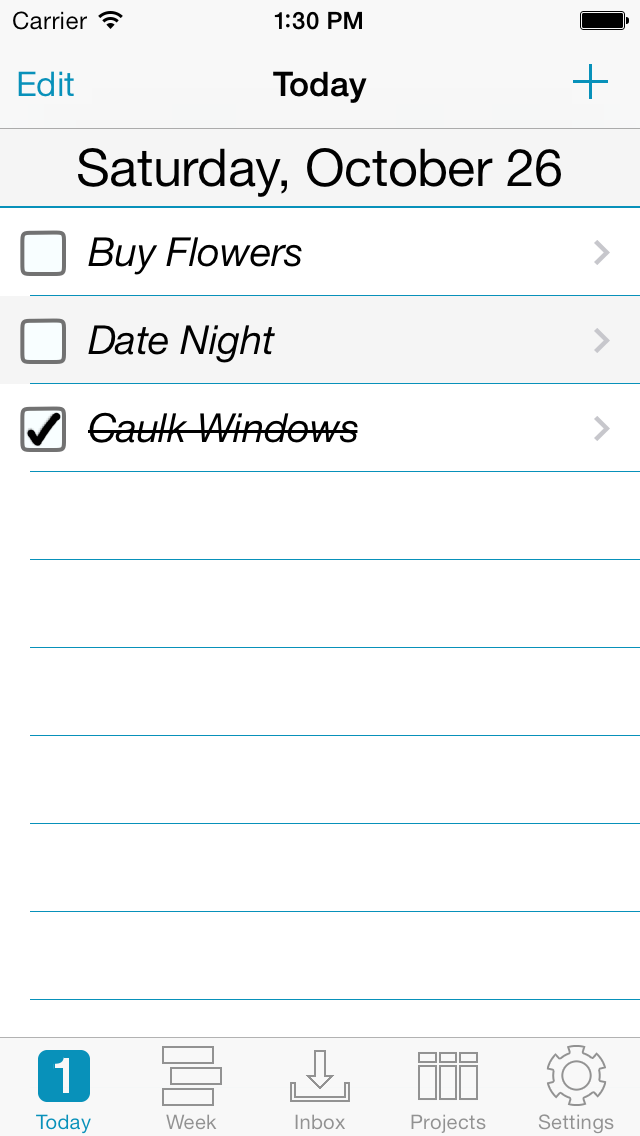 Carrier 1:30 PM
Edit Today +
Saturday, October 26
Buy Flowers
Date Night
Caulk Windows
1
Today Week Inbox Projects Settings